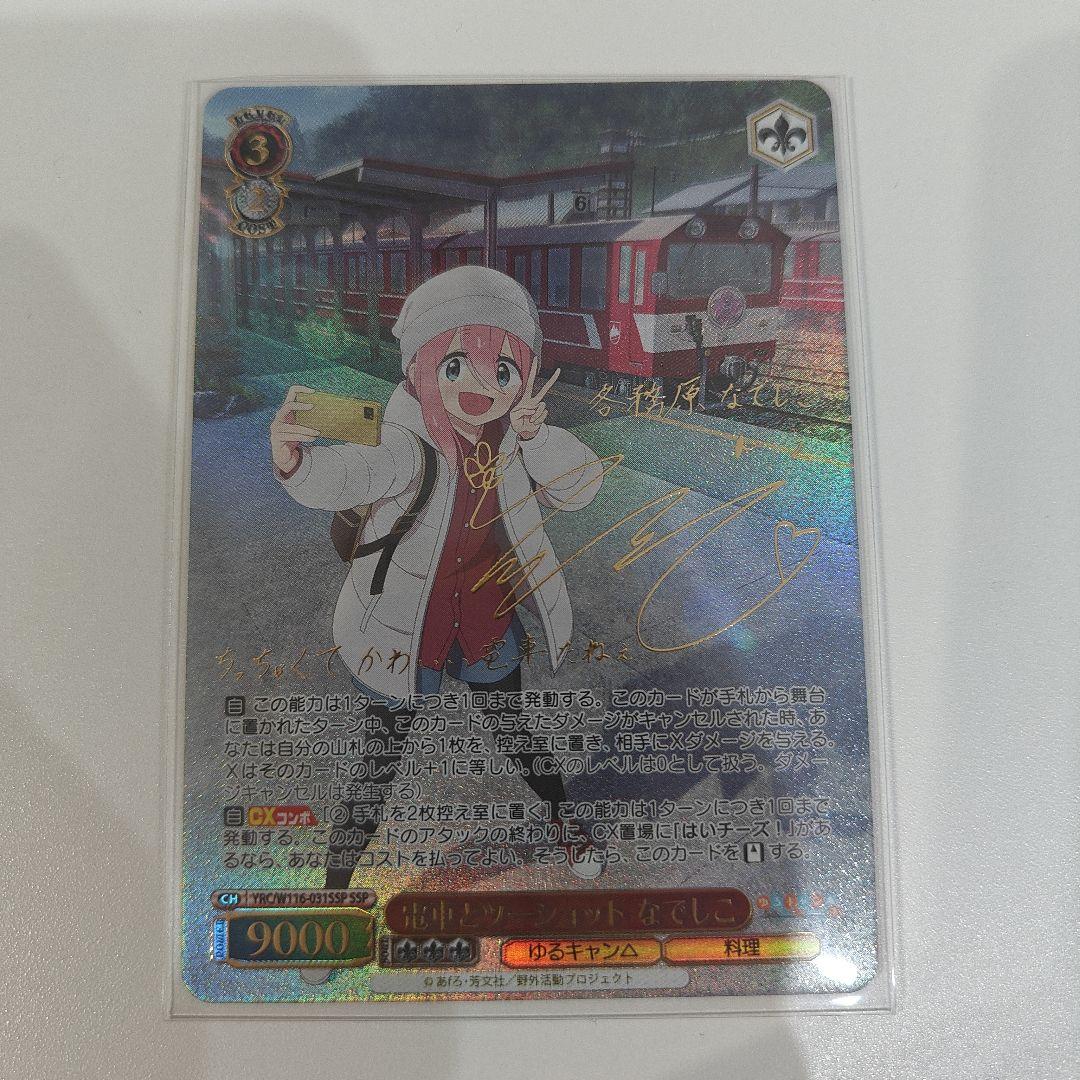 LEVEL
3
2
COST
6
各務原 なでしこ
ちっちゃくて かわいい 電車だねぇ
自 この能力は1ターンにつき1回まで発動する。このカードが手札から舞台
に置かれたターン中、このカードの与えたダメージがキャンセルされた時、あ
なたは自分の山札の上から1枚を、控え室に置き、相手にXダメージを与える。
Xはそのカードのレベル+1に等しい。(CXのレベルは0として扱う。ダメー
ジキャンセルは発生する)
自 CXコンボ [② 手札を2枚控え室に置く] この能力は1ターンにつき1回まで
発動する。このカードのアタックの終わりに、CX置場に「はいチーズ!」があ
るなら、あなたはコストを払ってよい。そうしたら、このカードを する。
CH YRC/W116-031SSP SSP
電車とツーショット なでしこ
ゆるキャン
9000
ゆるキャン△
料理
©あfろ・芳文社/野外活動プロジェクト